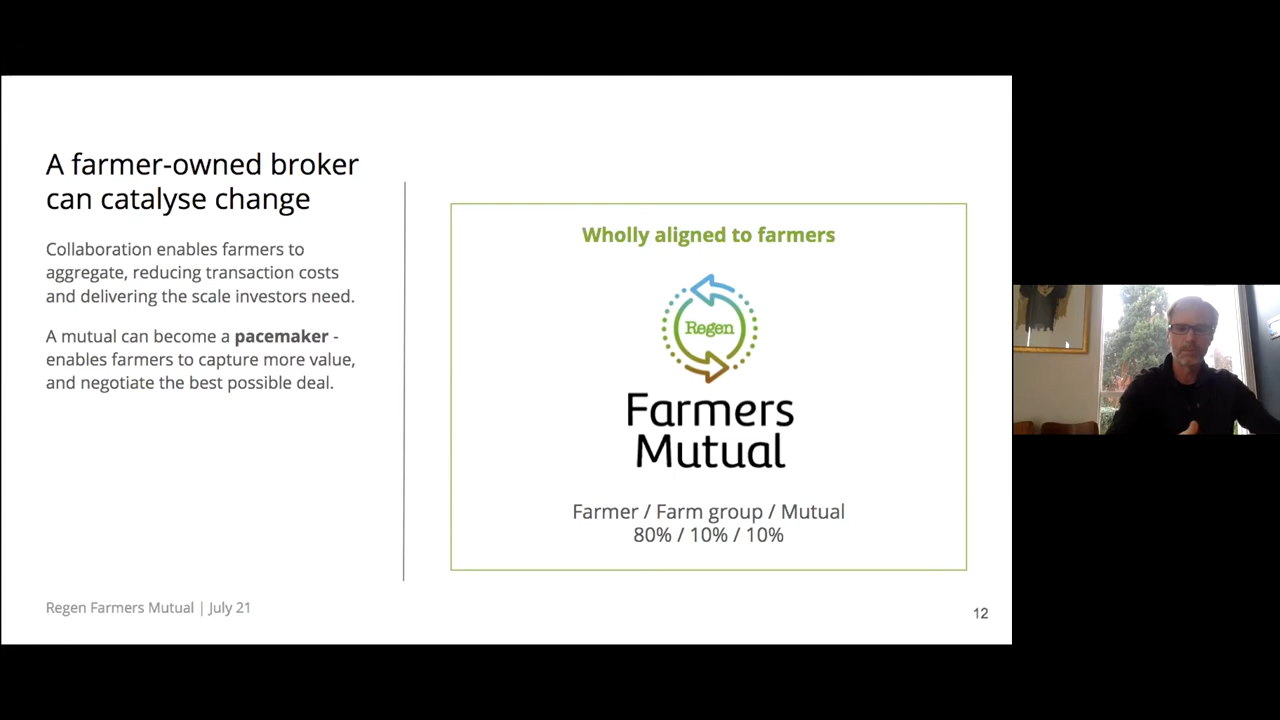 A farmer-owned broker
can catalyse change
Collaboration enables farmers to
aggregate, reducing transaction costs
and delivering the scale investors need.
A mutual can become a pacemaker -
enables farmers to capture more value,
and negotiate the best possible deal.
Wholly aligned to farmers
Regen
Farmers
Mutual
Farmer / Farm group / Mutual
80% / 10% / 10%
Regen Farmers Mutual | July 21
12